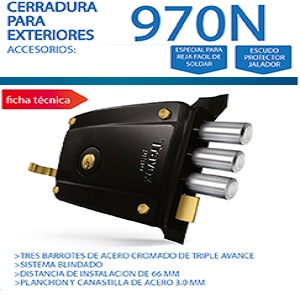 CERRADURA
PARA
EXTERIORES
ACCESORIOS:
970N
ESPECIAL PARA
REJA FACIL DE
SOLDAR
ESCUDO
PROTECTOR
JALADOR
ficha técnica
Travex
>TRES BARROTES DE ACERO CROMADO DE TRIPLE AVANCE
>SISTEMA BLINDADO
>DISTANCIA DE INSTALACION DE 66 MM
>PLANCHON Y CANASTILLA DE ACERO 3.0 MM